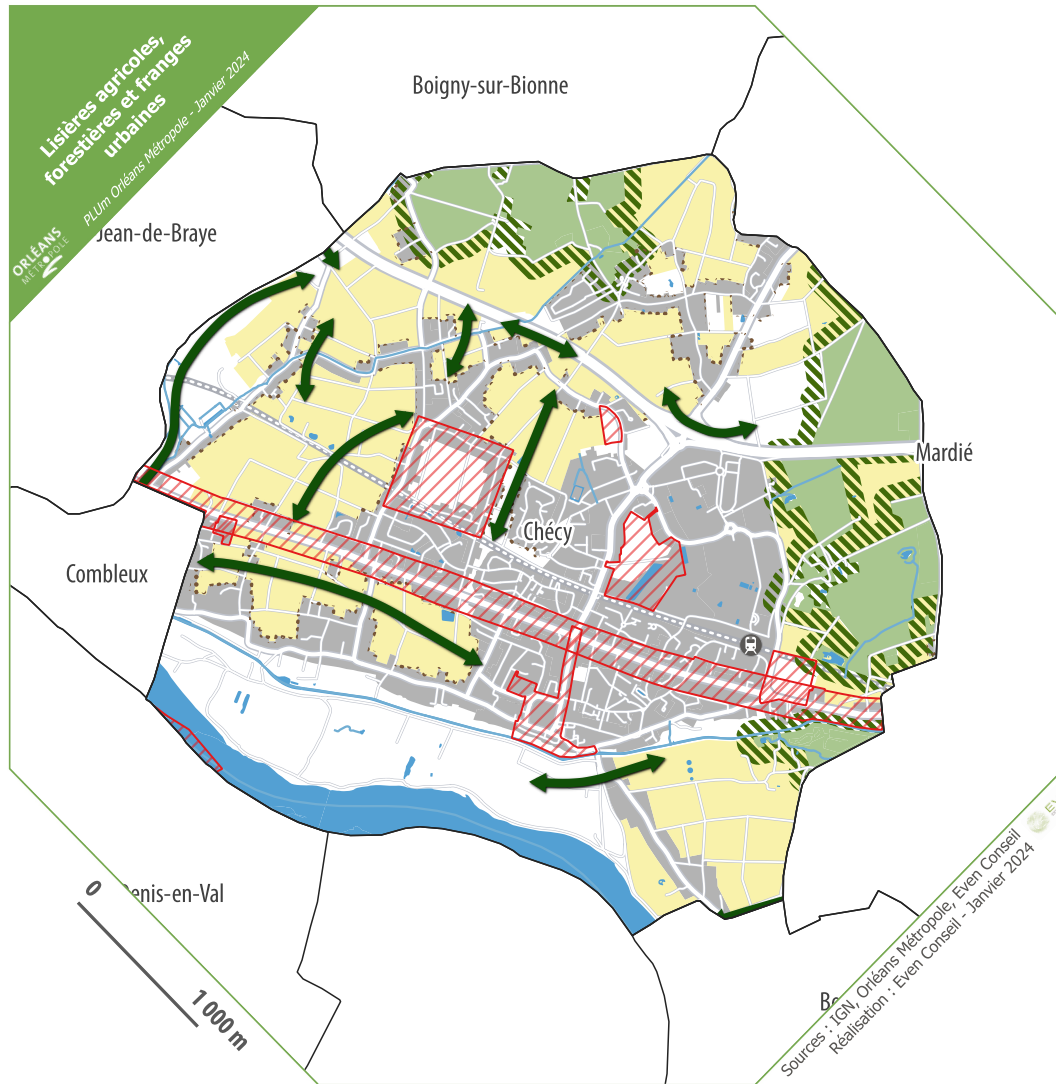 Lisières agricoles,
forestières et franges
urbaines
PLUm Orléans Métropole - Janvier 2024
ORLÉANS
MÉTROPOLE
Boigny-sur-Bionne
Jean-de-Braye
Mardié
Chécy
Combleux
Denis-en-Val
0
1 000 m
Sources : IGN, Orléans Métropole, Even Conseil
Réalisation : Even Conseil - Janvier 2024